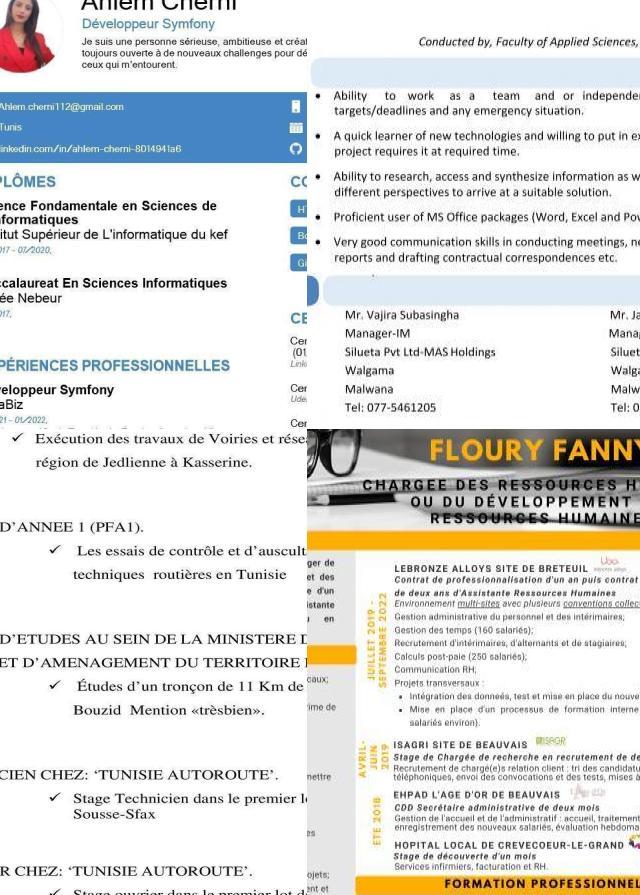 Ahlem Cherni
Développeur Symfony
Je suis une personne sérieuse, ambitieuse et créat
toujours ouverte à de nouveaux challenges pour dé
ceux qui m'entourent.
Ahlem.cherni112@gmail.com
Tunis
linkedin.com/in/ahlem-cherni-8014941a6
PLÔMES
ence Fondamentale en Sciences de
nformatiques
titut Supérieur de L'informatique du kef
017 - 07/2020,
ccalaureat En Sciences Informatiques
ée Nebeur
017,
PÉRIENCES PROFESSIONNELLES
veloppeur Symfony
aBiz
21 - 01/2022,
CO
HT
Bo
Gi
CE
Cer
(01
Linke
Cer
Uder
Cer
Conducted by, Faculty of Applied Sciences,
• Ability to work as a team and or independen
targets/deadlines and any emergency situation.
• A quick learner of new technologies and willing to put in ex
project requires it at required time.
• Ability to research, access and synthesize information as w
different perspectives to arrive at a suitable solution.
• Proficient user of MS Office packages (Word, Excel and Pow
• Very good communication skills in conducting meetings, ne
reports and drafting contractual correspondences etc.
Mr. Vajira Subasingha
Manager-IM
Silueta Pvt Ltd-MAS Holdings
Walgama
Malwana
Tel: 077-5461205
Mr. Ja
Manag
Siluet
Walga
Malw
Tel: 0
✓ Exécution des travaux de Voiries et rése
région de Jedlienne à Kasserine.
D'ANNEE 1 (PFA1).
✓ Les essais de contrôle et d'auscult
techniques routières en Tunisie
D'ETUDES AU SEIN DE LA MINISTERE D
ET D'AMENAGEMENT DU TERRITOIRE
✓ Études d'un tronçon de 11 Km de
Bouzid Mention «trèsbien».
CIEN CHEZ: 'TUNISIE AUTOROUTE'.
✓ Stage Technicien dans le premier l
Sousse-Sfax
R CHEZ: 'TUNISIE AUTOROUTE'.
✓ Stage ouvrier dans le premier lot d
FLOURY FANNY
CHARGEE DES RESSOURCES H
OU DU DÉVELOPPEMENT
RESSOURCES HUMAINE
ger de
et des
e d'un
istante
u en
caux;
rime de
mettre
es
ojets;
ent et
JUILLET 2019 -
SEPTEMBRE 2022
LEBRONZE ALLOYS SITE DE BRETEUIL
Contrat de professionnalisation d'un an puis contrat
de deux ans d'Assistante Ressources Humaines
Environnement multi-sites avec plusieurs conventions collec
Gestion administrative du personnel et des intérimaires;
Gestion des temps (160 salariés);
Recrutement d'intérimaires, d'alternants et de stagiaires;
Calculs post-paie (250 salariés);
Communication RH;
Projets transversaux :
• Intégration des donneés, test et mise en place du nouve
• Mise en place d'un processus de formation interne
salariés environ).
AVRIL-
JUIN
2019
ISAGRI SITE DE BEAUVAIS
ISAGRI
Stage de Chargée de recherche en recrutement de de
Recrutement de chargé(e)s relation client : tri des candidatu
téléphoniques, envoi des convocations et des tests, mises à
ETE 2018
EHPAD L'AGE D'OR DE BEAUVAIS
CDD Secrétaire administrative de deux mois
Gestion de l'accueil et de l'administratif : accueil, traitement
enregistrement des nouveaux salariés, évaluation hebdoma
HOPITAL LOCAL DE CREVECOEUR-LE-GRAND
Stage de découverte d'un mois
Services infirmiers, facturation et RH.
FORMATION PROFESSIONNE